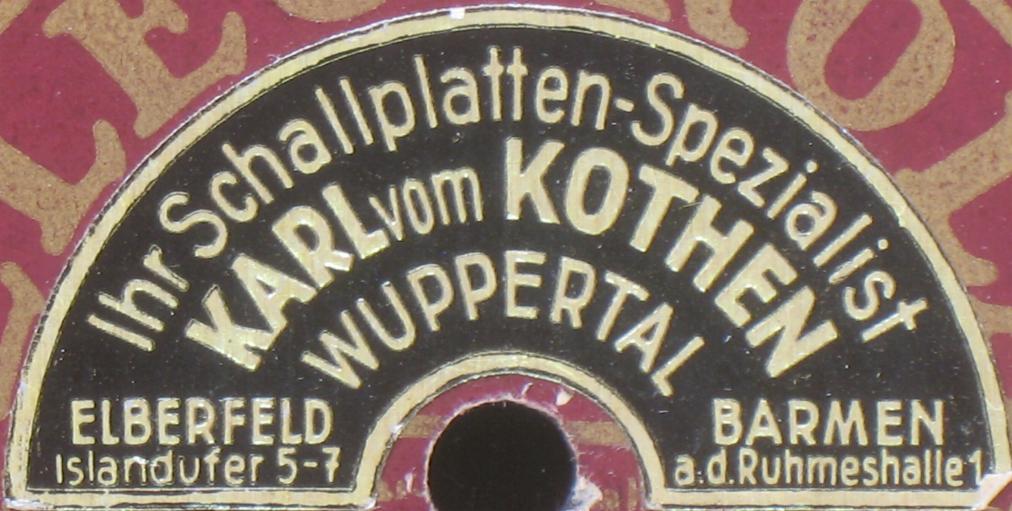 Ihr Schallplatten-Spezialist
KARL vom KOTHEN
WUPPERTAL
ELBERFELD
Islandufer 5-7
BARMEN
a.d. Ruhmeshalle 1